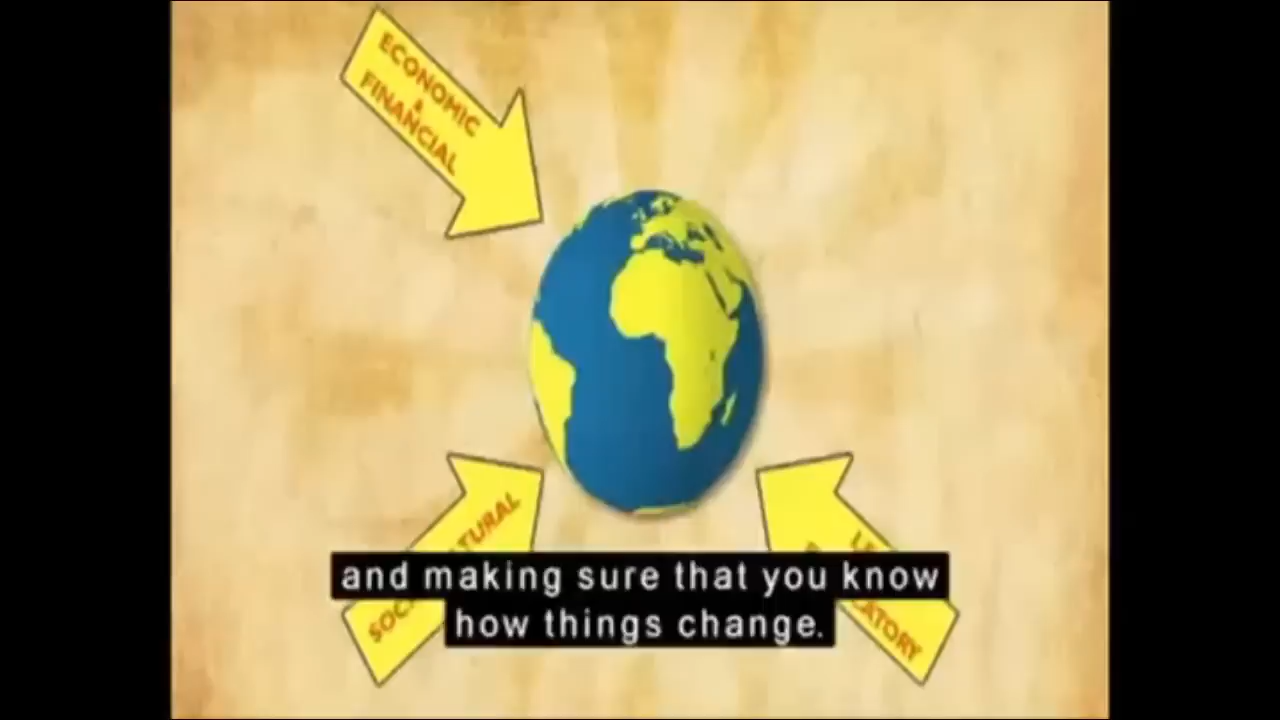 ECONOMIC
&
FINANCIAL
and making sure that you know
how things change.